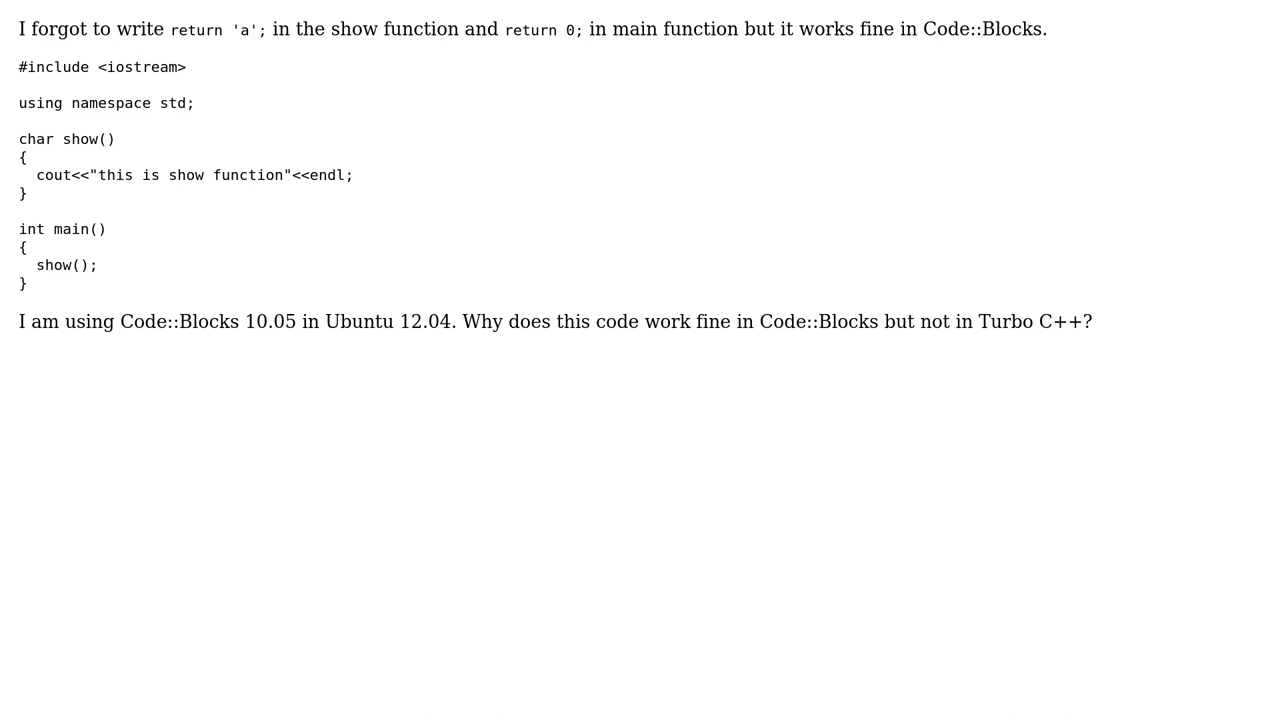 I forgot to write return 'a'; in the show function and return 0; in main function but it works fine in Code::Blocks.
#include <iostream>
using namespace std;
char show()
{
  cout<<"this is show function"<<endl;
}
int main()
{
  show();
}
I am using Code::Blocks 10.05 in Ubuntu 12.04. Why does this code work fine in Code::Blocks but not in Turbo C++?